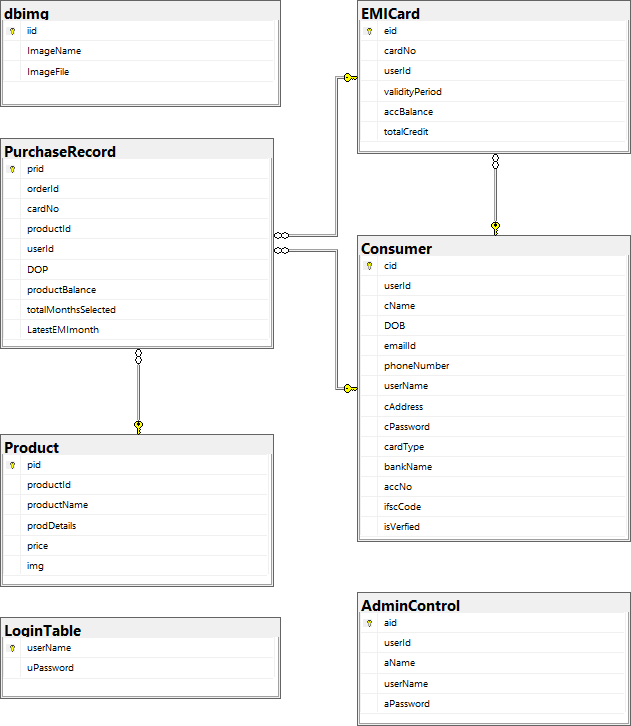 dbimg
iid
ImageName
ImageFile
EMICard
eid
cardNo
userId
validityPeriod
accBalance
totalCredit
PurchaseRecord
prid
orderId
cardNo
productId
userId
DOP
productBalance
totalMonthsSelected
LatestEMImonth
Consumer
cid
userId
cName
DOB
emailId
phoneNumber
userName
cAddress
cPassword
cardType
bankName
accNo
ifscCode
isVerfied
Product
pid
productId
productName
prodDetails
price
img
LoginTable
userName
uPassword
AdminControl
aid
userId
aName
userName
aPassword